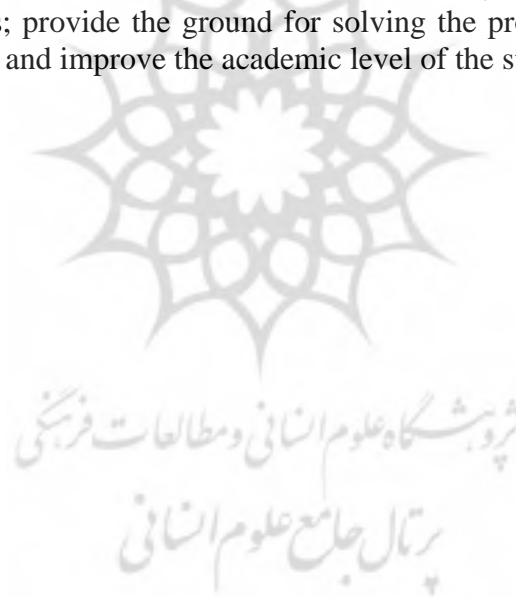 s; provide the ground for solving the pro
and improve the academic level of the s
پژوهشگاه علوم انسانی و مطالعات فرهنگی
پرتال جامع علوم انسانی